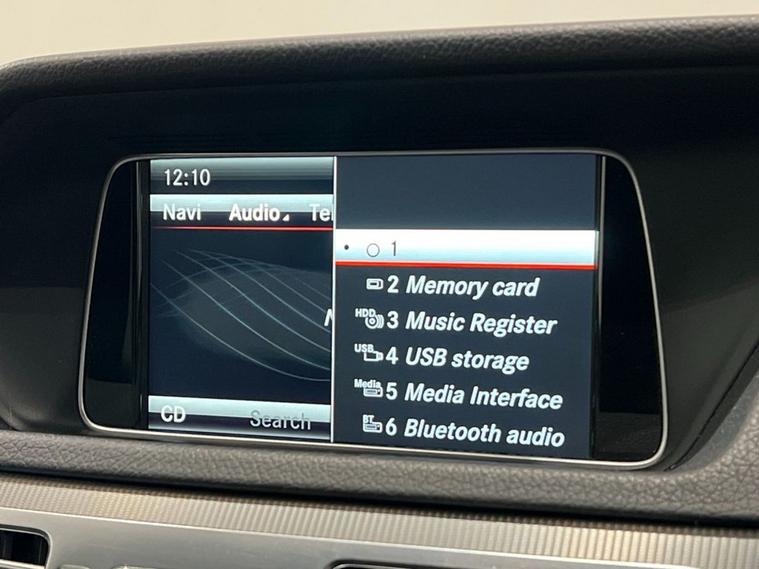 12:10
Navi Audio Te
1
2 Memory card
HDD 3 Music Register
USB 4 USB storage
Media 5 Media Interface
BT 6 Bluetooth audio
CD Search